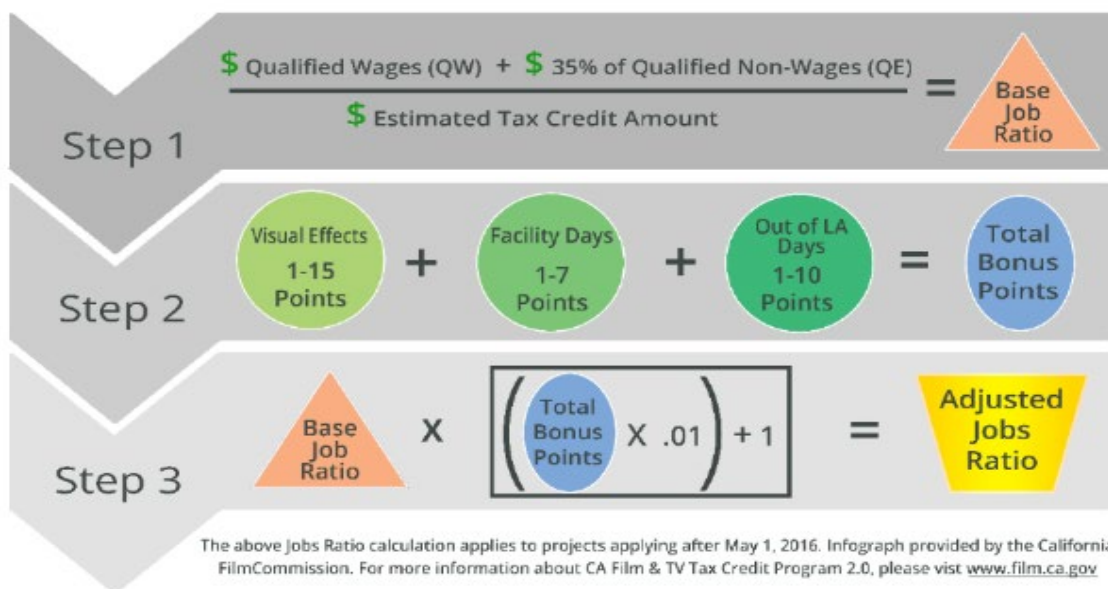 $ Qualified Wages (QW) + $ 35% of Qualified Non-Wages (QE)
$ Estimated Tax Credit Amount
=
Base
Job
Ratio
Step 1
Visual Effects
1-15
Points
+
Facility Days
1-7
Points
+
Out of LA
Days
1-10
Points
=
Total
Bonus
Points
Step 2
Base
Job
Ratio
x
(
Total
Bonus
Points
X .01
) + 1
=
Adjusted
Jobs
Ratio
Step 3
The above Jobs Ratio calculation applies to projects applying after May 1, 2016. Infograph provided by the California
FilmCommission. For more information about CA Film & TV Tax Credit Program 2.0, please vist www.film.ca.gov